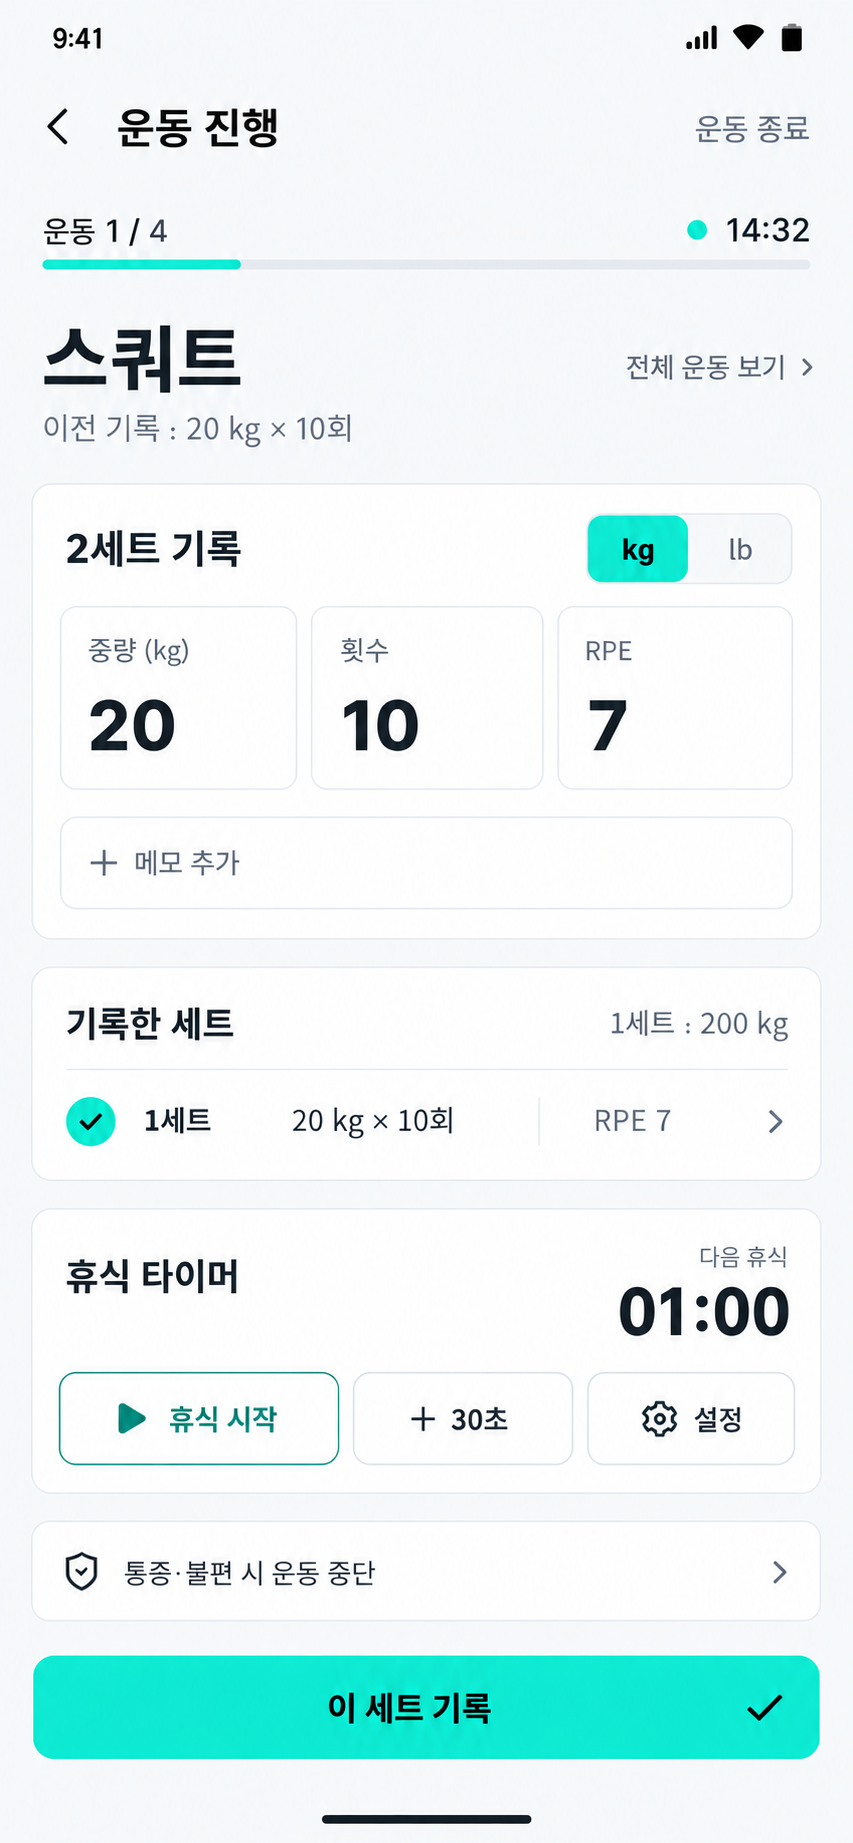 9:41
운동 진행
운동 종료
운동 1 / 4
14:32
스쿼트
전체 운동 보기
이전 기록 : 20 kg × 10회
2세트 기록
kg
lb
중량 (kg)
횟수
RPE
20
10
7
+ 메모 추가
기록한 세트
1세트 : 200 kg
1세트
20 kg × 10회
RPE 7
휴식 타이머
다음 휴식
01:00
휴식 시작
+ 30초
설정
통증·불편 시 운동 중단
이 세트 기록